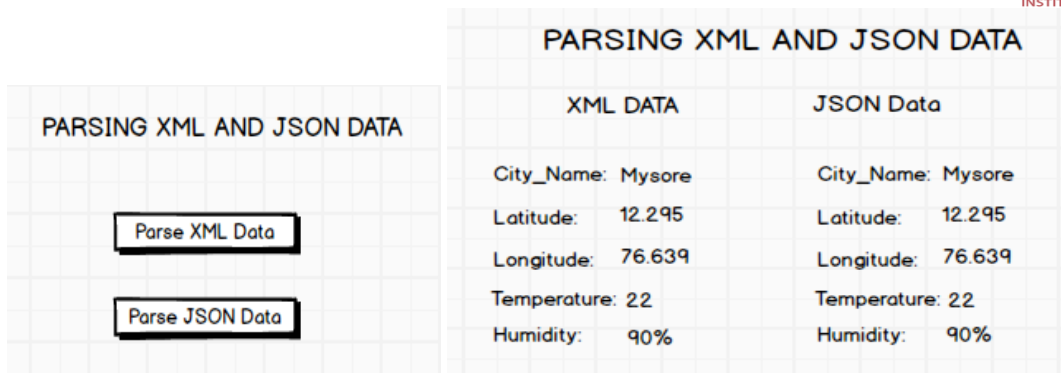 INSTIT
PARSING XML AND JSON DATA
Parse XML Data
Parse JSON Data
PARSING XML AND JSON DATA
XML DATA
JSON Data
City_Name: Mysore
Latitude: 12.295
Longitude: 76.639
Temperature: 22
Humidity: 90%
City_Name: Mysore
Latitude: 12.295
Longitude: 76.639
Temperature: 22
Humidity: 90%